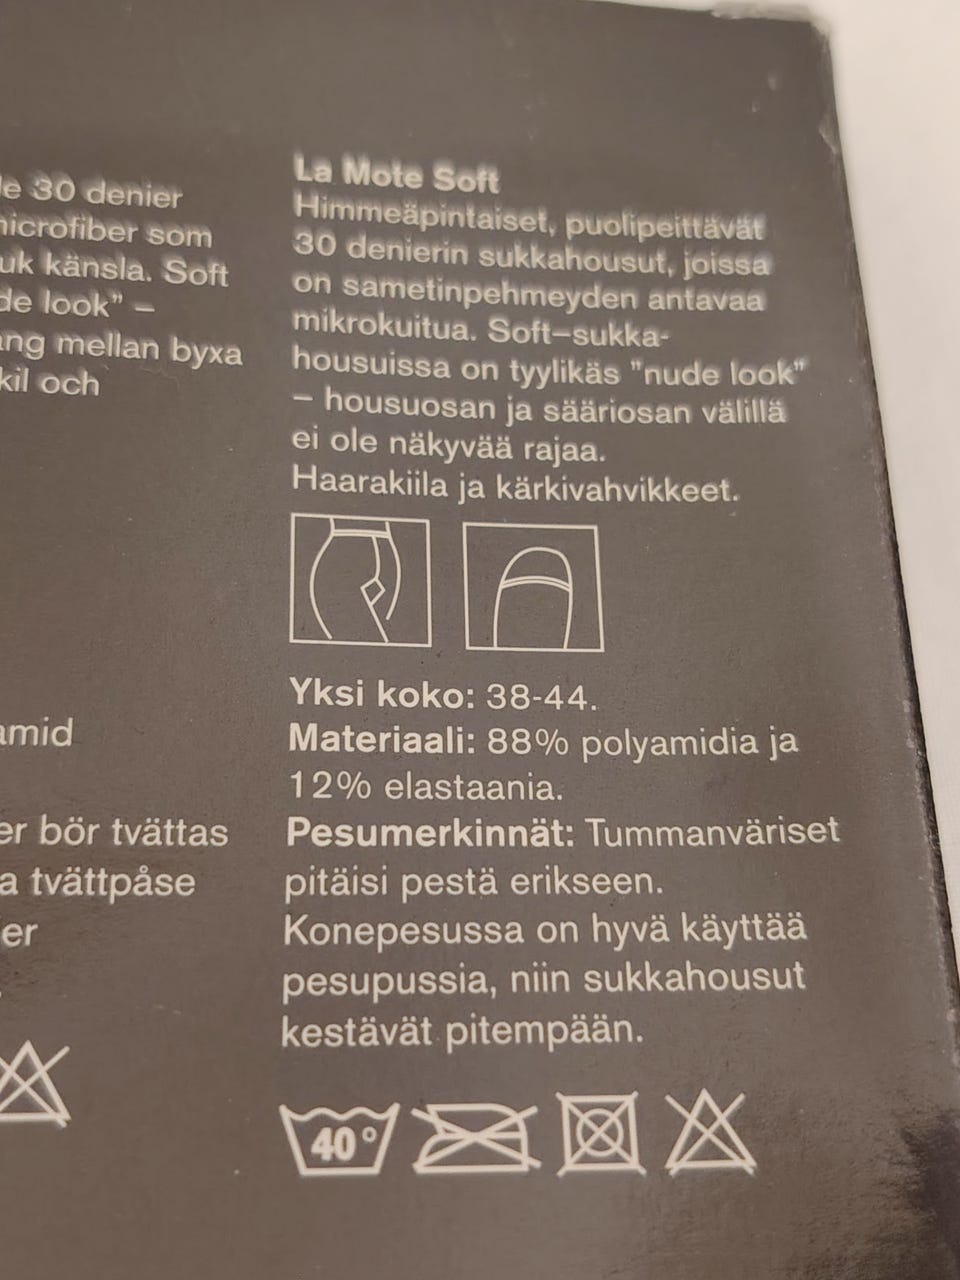 30 denier
som
känsla. Soft
look" –
mellan byxa
och
bör tvättas
tvättpåse
La Mote Soft
Himmeäpintaiset, puolipeittävät
30 denierin sukkahousut, joissa
on sametinpehmeyden antavaa
mikrokuitua. Soft–sukka-
housuissa on tyylikäs "nude look"
– housuosan ja sääriosan välillä
ei ole näkyvää rajaa.
Haarakiila ja kärkivahvikkeet.
Yksi koko: 38-44.
Materiaali: 88% polyamidia ja
12% elastaania.
Pesumerkinnät: Tummanväriset
pitäisi pestä erikseen.
Konepesussa on hyvä käyttää
pesupussia, niin sukkahousut
kestävät pitempään.
40°